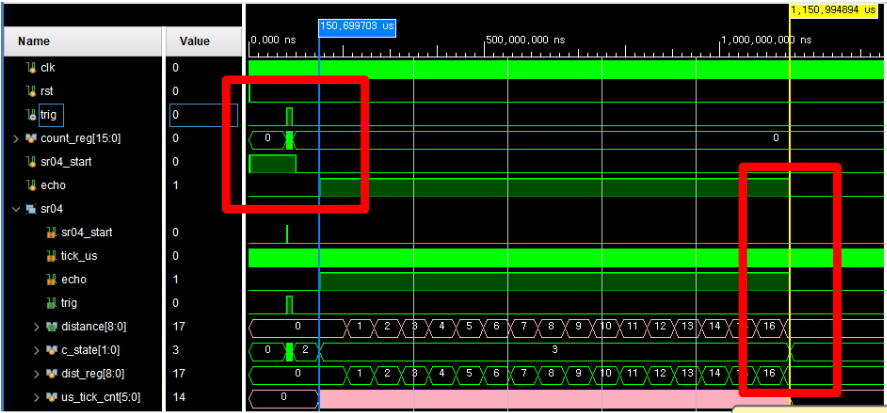 1,150.994894 us
150.699703 us
Name Value 0.000 ns 500,000.000 ns 1,000,000.000 ns
clk 0
rst 0
trig 0
count_reg[15:0] 0 0 0
sr04_start 0
echo 1
sr04
sr04_start 0
tick_us 0
echo 1
trig 0
distance[8:0] 17 0 1 2 3 4 5 6 7 8 9 10 11 12 13 14 16
c_state[1:0] 3 0 2 3
dist_reg[8:0] 17 0 1 2 3 4 5 6 7 8 9 10 11 12 13 14 16
us_tick_cnt[5:0] 14 0